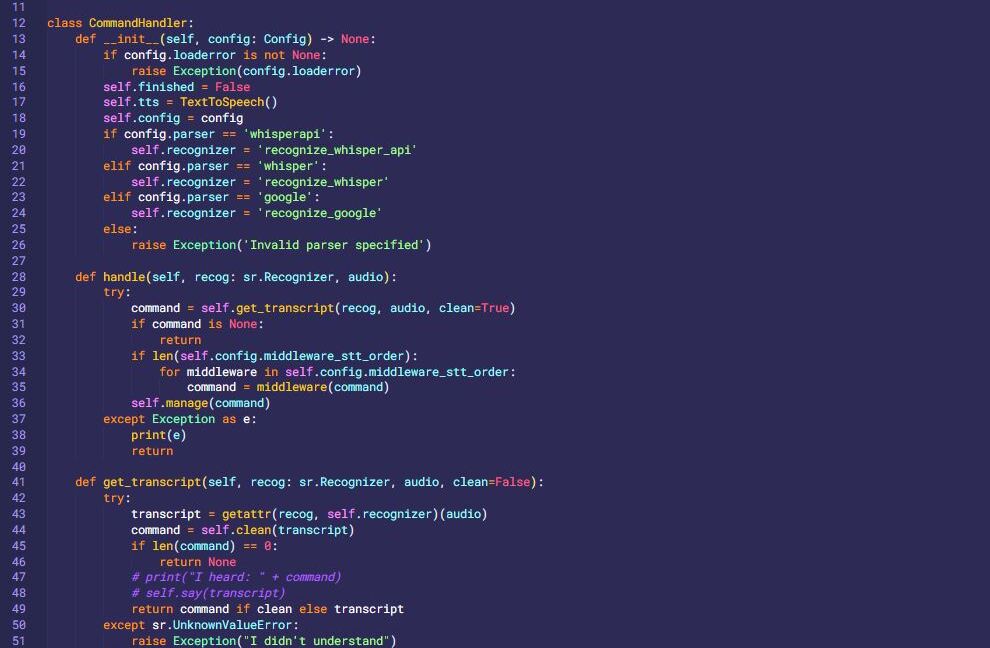 11
12 class CommandHandler:
13     def __init__(self, config: Config) -> None:
14         if config.loaderror is not None:
15             raise Exception(config.loaderror)
16         self.finished = False
17         self.tts = TextToSpeech()
18         self.config = config
19         if config.parser == 'whisperapi':
20             self.recognizer = 'recognize_whisper_api'
21         elif config.parser == 'whisper':
22             self.recognizer = 'recognize_whisper'
23         elif config.parser == 'google':
24             self.recognizer = 'recognize_google'
25         else:
26             raise Exception('Invalid parser specified')
27
28     def handle(self, recog: sr.Recognizer, audio):
29         try:
30             command = self.get_transcript(recog, audio, clean=True)
31             if command is None:
32                 return
33             if len(self.config.middleware_stt_order):
34                 for middleware in self.config.middleware_stt_order:
35                     command = middleware(command)
36             self.manage(command)
37         except Exception as e:
38             print(e)
39             return
40
41     def get_transcript(self, recog: sr.Recognizer, audio, clean=False):
42         try:
43             transcript = getattr(recog, self.recognizer)(audio)
44             command = self.clean(transcript)
45             if len(command) == 0:
46                 return None
47             # print("I heard: " + command)
48             # self.say(transcript)
49             return command if clean else transcript
50         except sr.UnknownValueError:
51             raise Exception("I didn't understand")